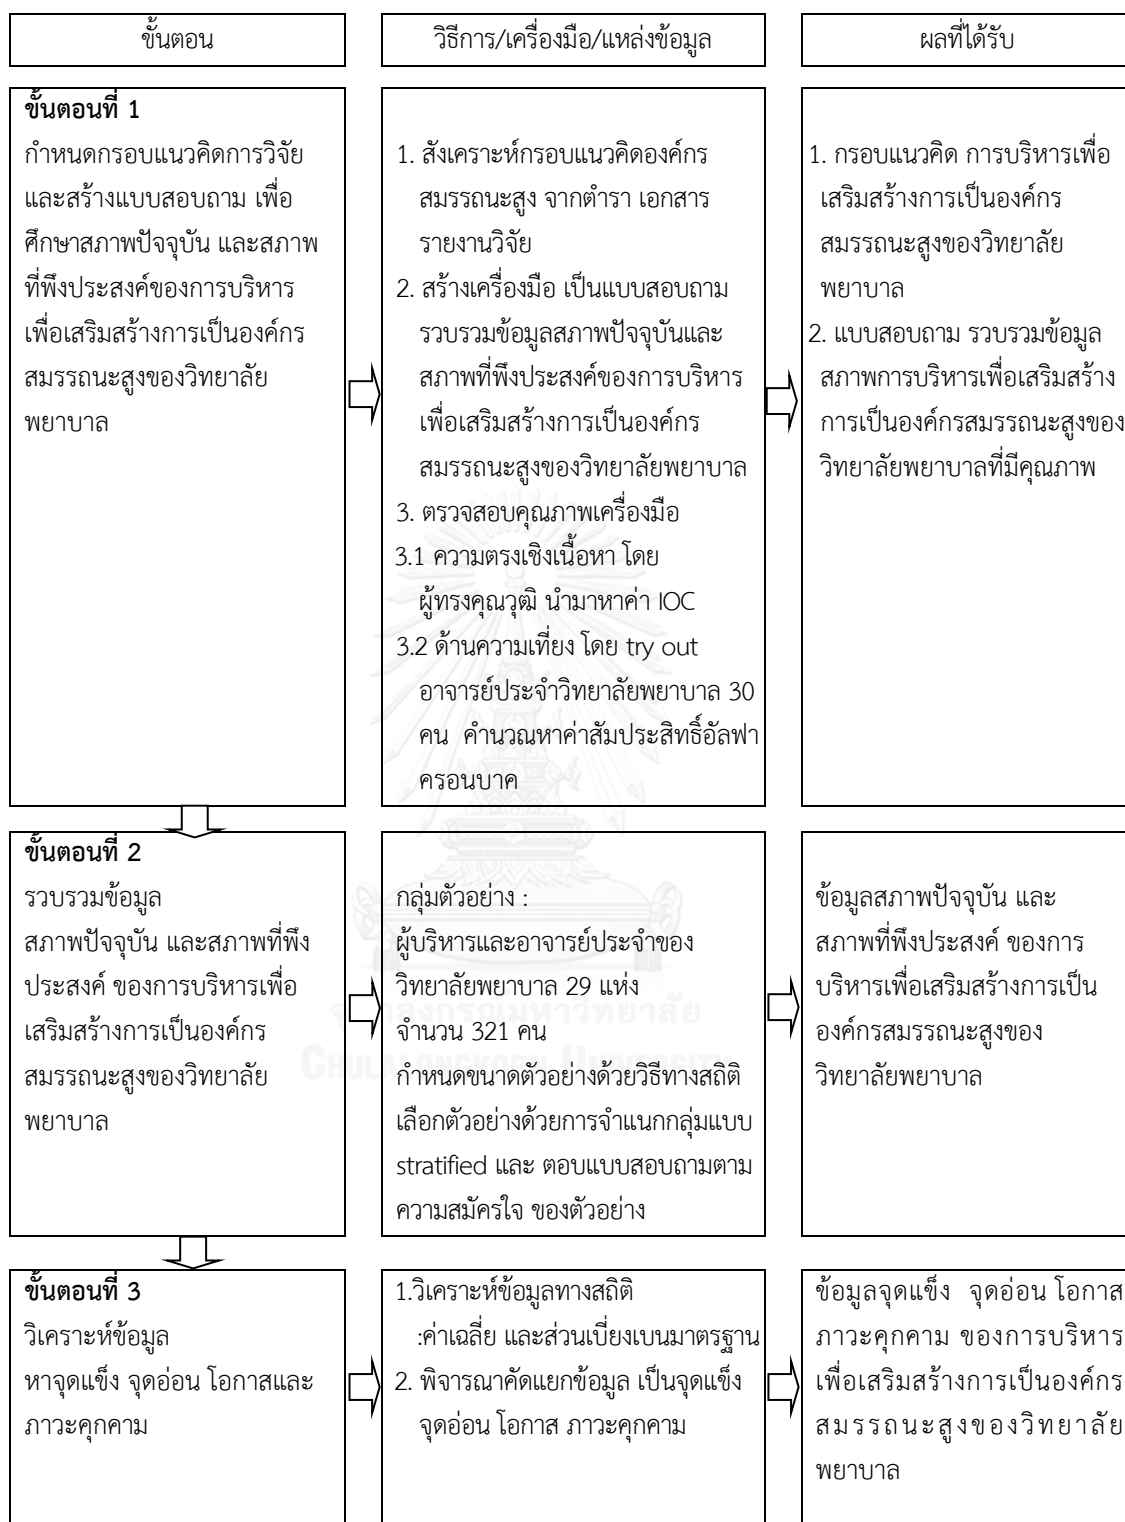 ขั้นตอน
วิธีการ/เครื่องมือ/แหล่งข้อมูล
ผลที่ได้รับ
ขั้นตอนที่ 1
กำหนดกรอบแนวคิดการวิจัย
และสร้างแบบสอบถาม เพื่อ
ศึกษาสภาพปัจจุบัน และสภาพ
ที่พึงประสงค์ของการบริหาร
เพื่อเสริมสร้างการเป็นองค์กร
สมรรถนะสูงของวิทยาลัย
พยาบาล
1. สังเคราะห์กรอบแนวคิดองค์กร
สมรรถนะสูง จากตำรา เอกสาร
รายงานวิจัย
2. สร้างเครื่องมือ เป็นแบบสอบถาม
รวบรวมข้อมูลสภาพปัจจุบันและ
สภาพที่พึงประสงค์ของการบริหาร
เพื่อเสริมสร้างการเป็นองค์กร
สมรรถนะสูงของวิทยาลัยพยาบาล
3. ตรวจสอบคุณภาพเครื่องมือ
3.1 ความตรงเชิงเนื้อหา โดย
ผู้ทรงคุณวุฒิ นำมาหาค่า IOC
3.2 ด้านความเที่ยง โดย try out
อาจารย์ประจำวิทยาลัยพยาบาล 30
คน คำนวณหาค่าสัมประสิทธิ์อัลฟา
ครอนบาค
1. กรอบแนวคิด การบริหารเพื่อ
เสริมสร้างการเป็นองค์กร
สมรรถนะสูงของวิทยาลัย
พยาบาล
2. แบบสอบถาม รวบรวมข้อมูล
สภาพการบริหารเพื่อเสริมสร้าง
การเป็นองค์กรสมรรถนะสูงของ
วิทยาลัยพยาบาลที่มีคุณภาพ
ขั้นตอนที่ 2
รวบรวมข้อมูล
สภาพปัจจุบัน และสภาพที่พึง
ประสงค์ ของการบริหารเพื่อ
เสริมสร้างการเป็นองค์กร
สมรรถนะสูงของวิทยาลัย
พยาบาล
กลุ่มตัวอย่าง :
ผู้บริหารและอาจารย์ประจำของ
วิทยาลัยพยาบาล 29 แห่ง
จำนวน 321 คน
กำหนดขนาดตัวอย่างด้วยวิธีทางสถิติ
เลือกตัวอย่างด้วยการจำแนกกลุ่มแบบ
stratified และ ตอบแบบสอบถามตาม
ความสมัครใจ ของตัวอย่าง
ข้อมูลสภาพปัจจุบัน และ
สภาพที่พึงประสงค์ ของการ
บริหารเพื่อเสริมสร้างการเป็น
องค์กรสมรรถนะสูงของ
วิทยาลัยพยาบาล
จุฬาลงกรณ์มหาวิทยาลัย
CHULALONGKORN UNIVERSITY
ขั้นตอนที่ 3
วิเคราะห์ข้อมูล
หาจุดแข็ง จุดอ่อน โอกาสและ
ภาวะคุกคาม
1.วิเคราะห์ข้อมูลทางสถิติ
:ค่าเฉลี่ย และส่วนเบี่ยงเบนมาตรฐาน
2. พิจารณาคัดแยกข้อมูล เป็นจุดแข็ง
จุดอ่อน โอกาส ภาวะคุกคาม
ข้อมูลจุดแข็ง จุดอ่อน โอกาส
ภาวะคุกคาม ของการบริหาร
เพื่อเสริมสร้างการเป็นองค์กร
สมรรถนะสูงของวิทยาลัย
พยาบาล